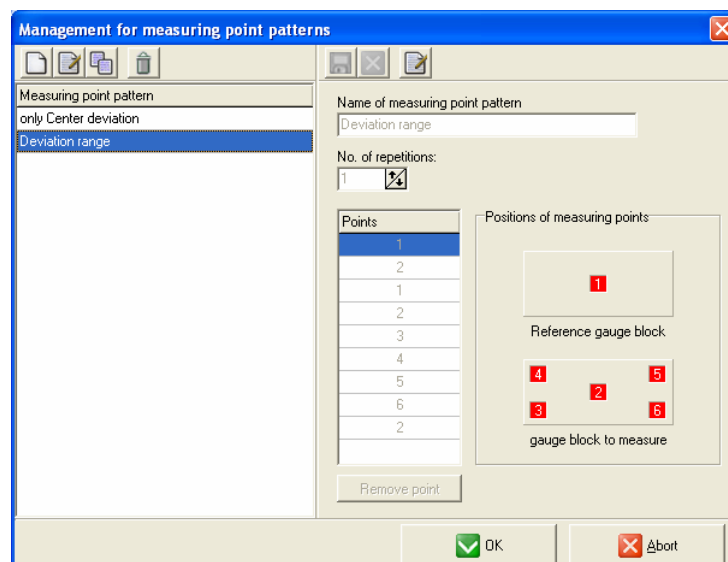 Management for measuring point patterns
Measuring point pattern
only Center deviation
Deviation range
Name of measuring point pattern
Deviation range
No. of repetitions:
1
Points
1
2
1
2
3
4
5
6
2
Remove point
Positions of measuring points
1
Reference gauge block
4 5
2
3 6
gauge block to measure
OK
Abort